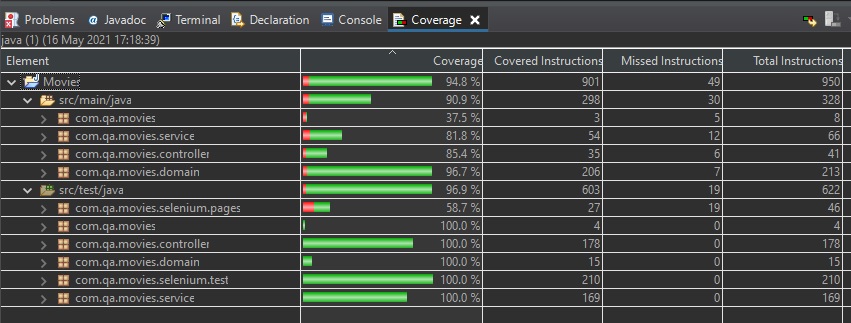 Problems Javadoc Terminal Declaration Console Coverage
java (1) (16 May 2021 17:18:39)
Element Coverage Covered Instructions Missed Instructions Total Instructions
Movies 94.8 % 901 49 950
src/main/java 90.9 % 298 30 328
com.qa.movies 37.5 % 3 5 8
com.qa.movies.service 81.8 % 54 12 66
com.qa.movies.controller 85.4 % 35 6 41
com.qa.movies.domain 96.7 % 206 7 213
src/test/java 96.9 % 603 19 622
com.qa.movies.selenium.pages 58.7 % 27 19 46
com.qa.movies 100.0 % 4 0 4
com.qa.movies.controller 100.0 % 178 0 178
com.qa.movies.domain 100.0 % 15 0 15
com.qa.movies.selenium.test 100.0 % 210 0 210
com.qa.movies.service 100.0 % 169 0 169